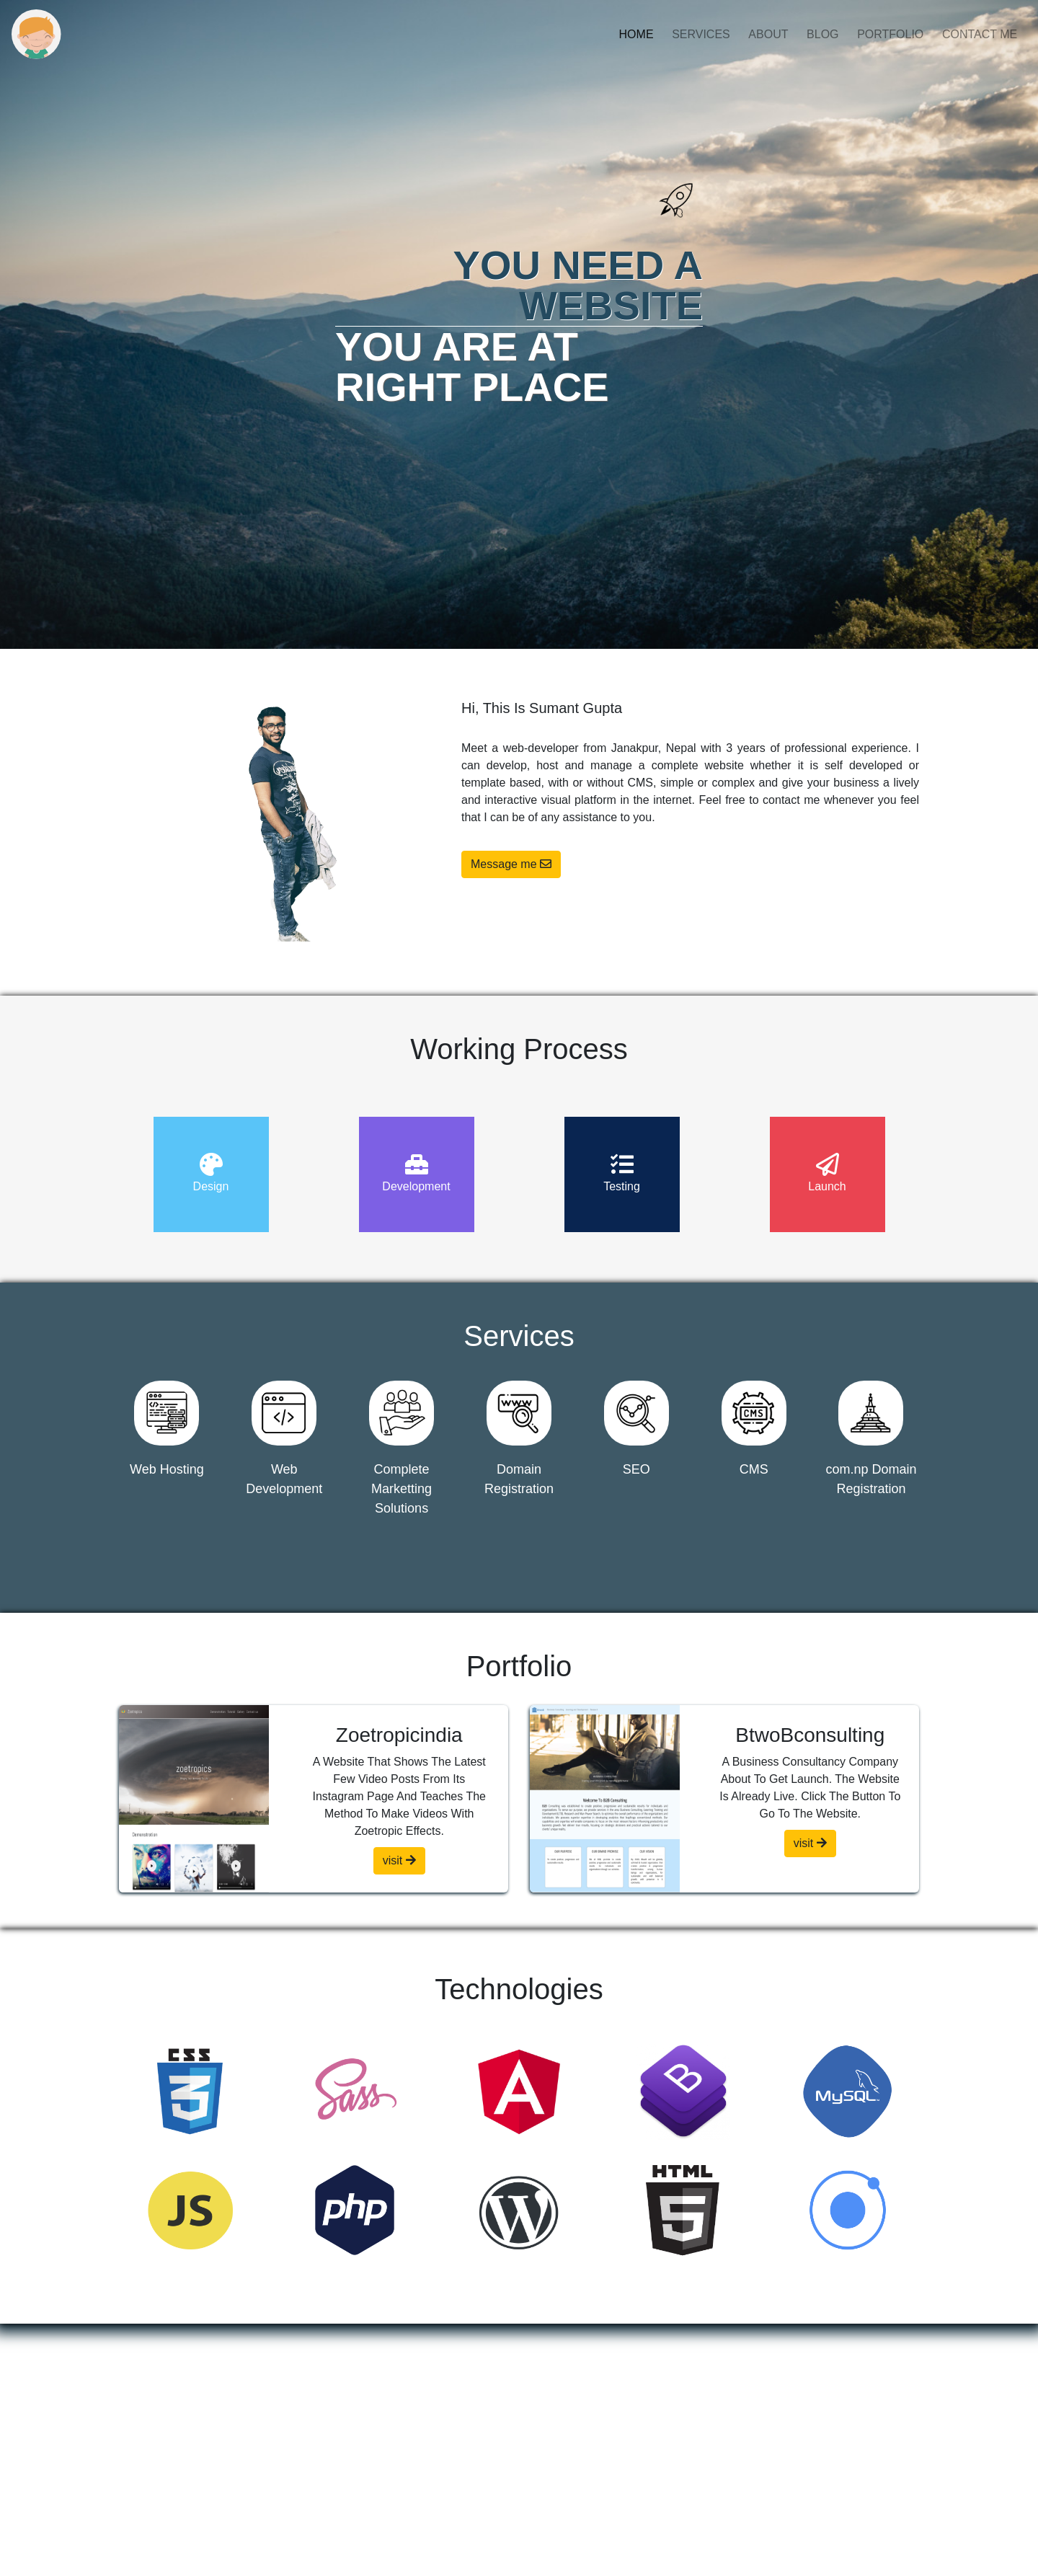 HOME SERVICES ABOUT BLOG PORTFOLIO CONTACT ME
YOU NEED A
WEBSITE
YOU ARE AT
RIGHT PLACE
Hi, This Is Sumant Gupta
Meet a web-developer from Janakpur, Nepal with 3 years of professional experience. I
can develop, host and manage a complete website whether it is self developed or
template based, with or without CMS, simple or complex and give your business a lively
and interactive visual platform in the internet. Feel free to contact me whenever you feel
that I can be of any assistance to you.
Message me
Working Process
Design
Development
Testing
Launch
Services
WWW
CMS
Web Hosting
Web
Development
Complete
Marketting
Solutions
Domain
Registration
SEO
CMS
com.np Domain
Registration
Portfolio
zoetropics
Demonstration
Zoetropicindia
A Website That Shows The Latest
Few Video Posts From Its
Instagram Page And Teaches The
Method To Make Videos With
Zoetropic Effects.
visit
Welcome To B2B Consulting
BtwoBconsulting
A Business Consultancy Company
About To Get Launch. The Website
Is Already Live. Click The Button To
Go To The Website.
visit
Technologies
CSS
3
Sass
A
B
MySQL
JS
php
W
HTML
5